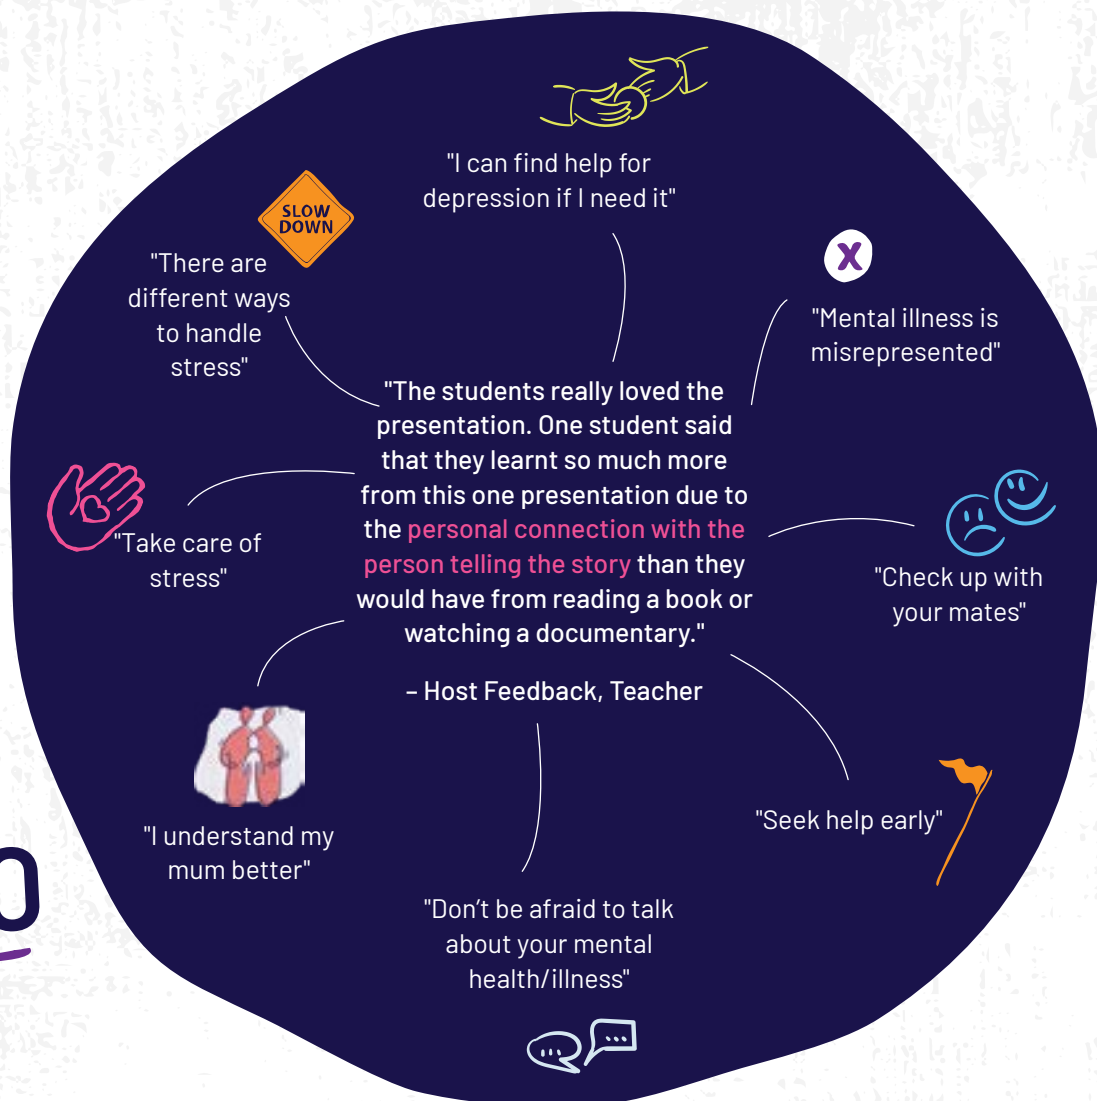 "I can find help for
depression if I need it"
SLOW
DOWN
"There are
different ways
to handle
stress"
X
"Mental illness is
misrepresented"
"The students really loved the
presentation. One student said
that they learnt so much more
from this one presentation due to
the personal connection with the
person telling the story than they
would have from reading a book or
watching a documentary."
– Host Feedback, Teacher
"Take care of
stress"
"Check up with
your mates"
"I understand my
mum better"
"Seek help early"
"Don’t be afraid to talk
about your mental
health/illness"